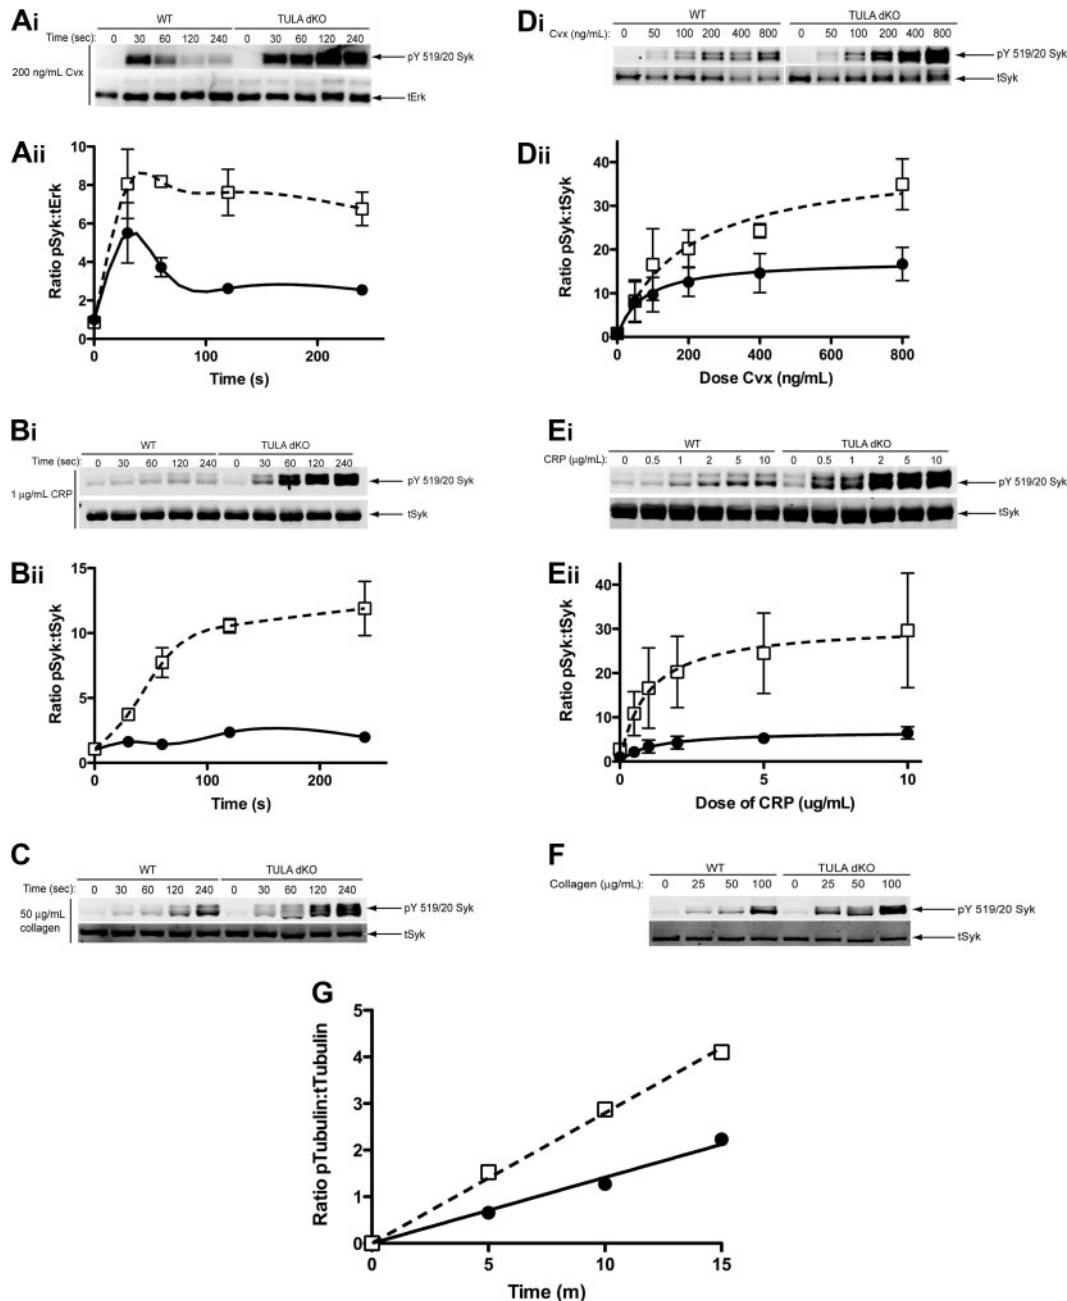 Ai
WT TULA dKO
Time (sec): 0 30 60 120 240 0 30 60 120 240
200 ng/mL Cvx
pY 519/20 Syk
tErk
Aii
Ratio pSyk:tErk
10
8
6
4
2
0
0 100 200
Time (s)
Di
WT TULA dKO
Cvx (ng/mL): 0 50 100 200 400 800 0 50 100 200 400 800
pY 519/20 Syk
tSyk
Dii
Ratio pSyk:tSyk
40
30
20
10
0
0 200 400 600 800
Dose Cvx (ng/mL)
Bi
WT TULA dKO
Time (sec): 0 30 60 120 240 0 30 60 120 240
1 µg/mL CRP
pY 519/20 Syk
tSyk
Bii
Ratio pSyk:tSyk
15
10
5
0
0 100 200
Time (s)
Ei
WT TULA dKO
CRP (µg/mL): 0 0.5 1 2 5 10 0 0.5 1 2 5 10
pY 519/20 Syk
tSyk
Eii
Ratio pSyk:tSyk
40
30
20
10
0
0 5 10
Dose of CRP (ug/mL)
C
WT TULA dKO
Time (sec): 0 30 60 120 240 0 30 60 120 240
50 µg/mL
collagen
pY 519/20 Syk
tSyk
F
WT TULA dKO
Collagen (µg/mL): 0 25 50 100 0 25 50 100
pY 519/20 Syk
tSyk
G
Ratio pTubulin:tTubulin
5
4
3
2
1
0
0 5 10 15
Time (m)